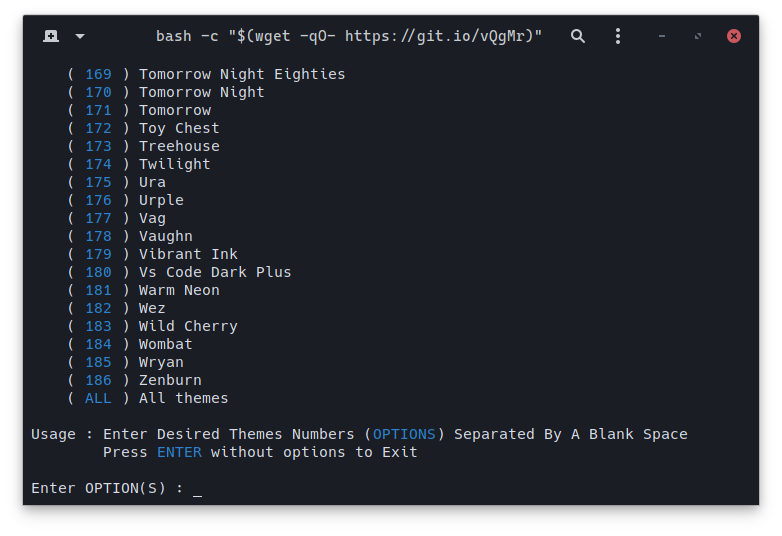 bash -c "$(wget -qO- https://git.io/vQgMr)"
( 169 ) Tomorrow Night Eighties
( 170 ) Tomorrow Night
( 171 ) Tomorrow
( 172 ) Toy Chest
( 173 ) Treehouse
( 174 ) Twilight
( 175 ) Ura
( 176 ) Urple
( 177 ) Vag
( 178 ) Vaughn
( 179 ) Vibrant Ink
( 180 ) Vs Code Dark Plus
( 181 ) Warm Neon
( 182 ) Wez
( 183 ) Wild Cherry
( 184 ) Wombat
( 185 ) Wryan
( 186 ) Zenburn
( ALL ) All themes
Usage : Enter Desired Themes Numbers (OPTIONS) Separated By A Blank Space
Press ENTER without options to Exit
Enter OPTION(S) : _